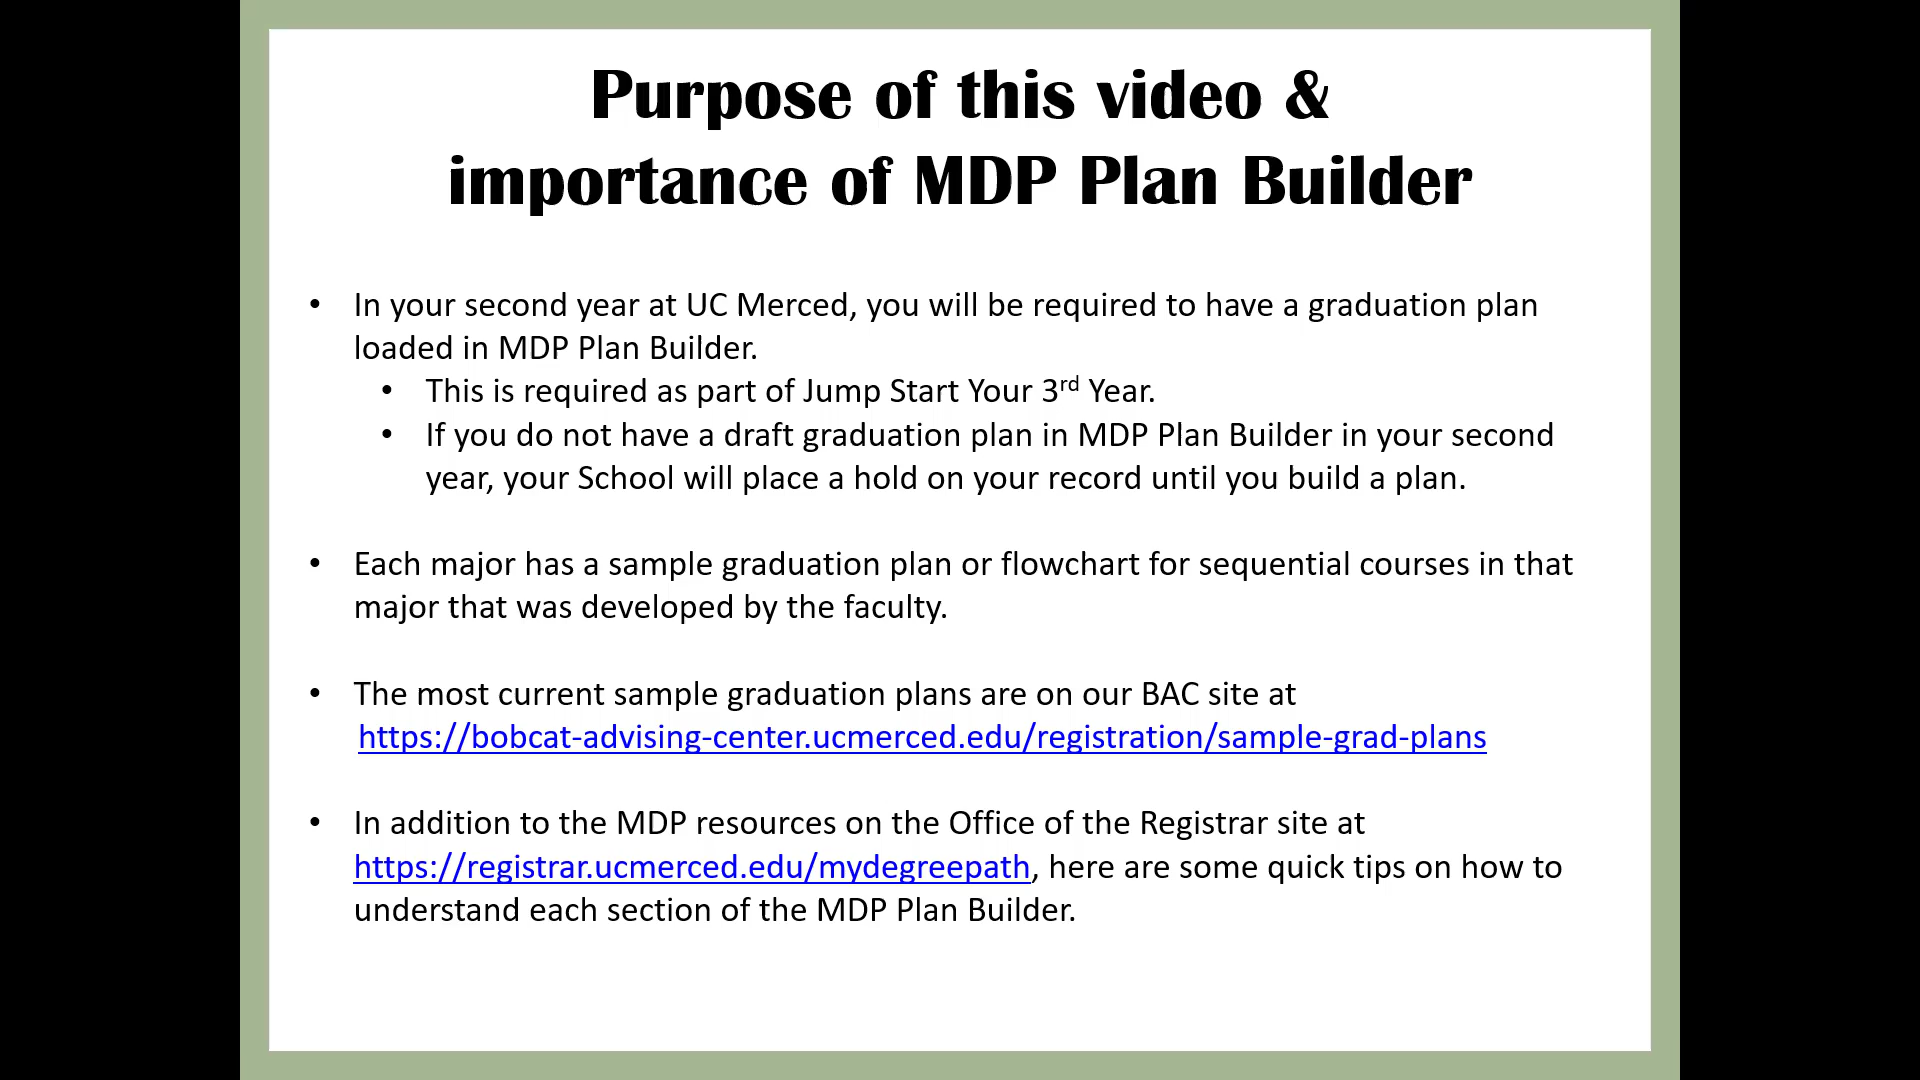 Purpose of this video &
importance of MDP Plan Builder
• In your second year at UC Merced, you will be required to have a graduation plan
loaded in MDP Plan Builder.
• This is required as part of Jump Start Your 3rd Year.
• If you do not have a draft graduation plan in MDP Plan Builder in your second
year, your School will place a hold on your record until you build a plan.
• Each major has a sample graduation plan or flowchart for sequential courses in that
major that was developed by the faculty.
• The most current sample graduation plans are on our BAC site at
https://bobcat-advising-center.ucmerced.edu/registration/sample-grad-plans
• In addition to the MDP resources on the Office of the Registrar site at
https://registrar.ucmerced.edu/mydegreepath, here are some quick tips on how to
understand each section of the MDP Plan Builder.